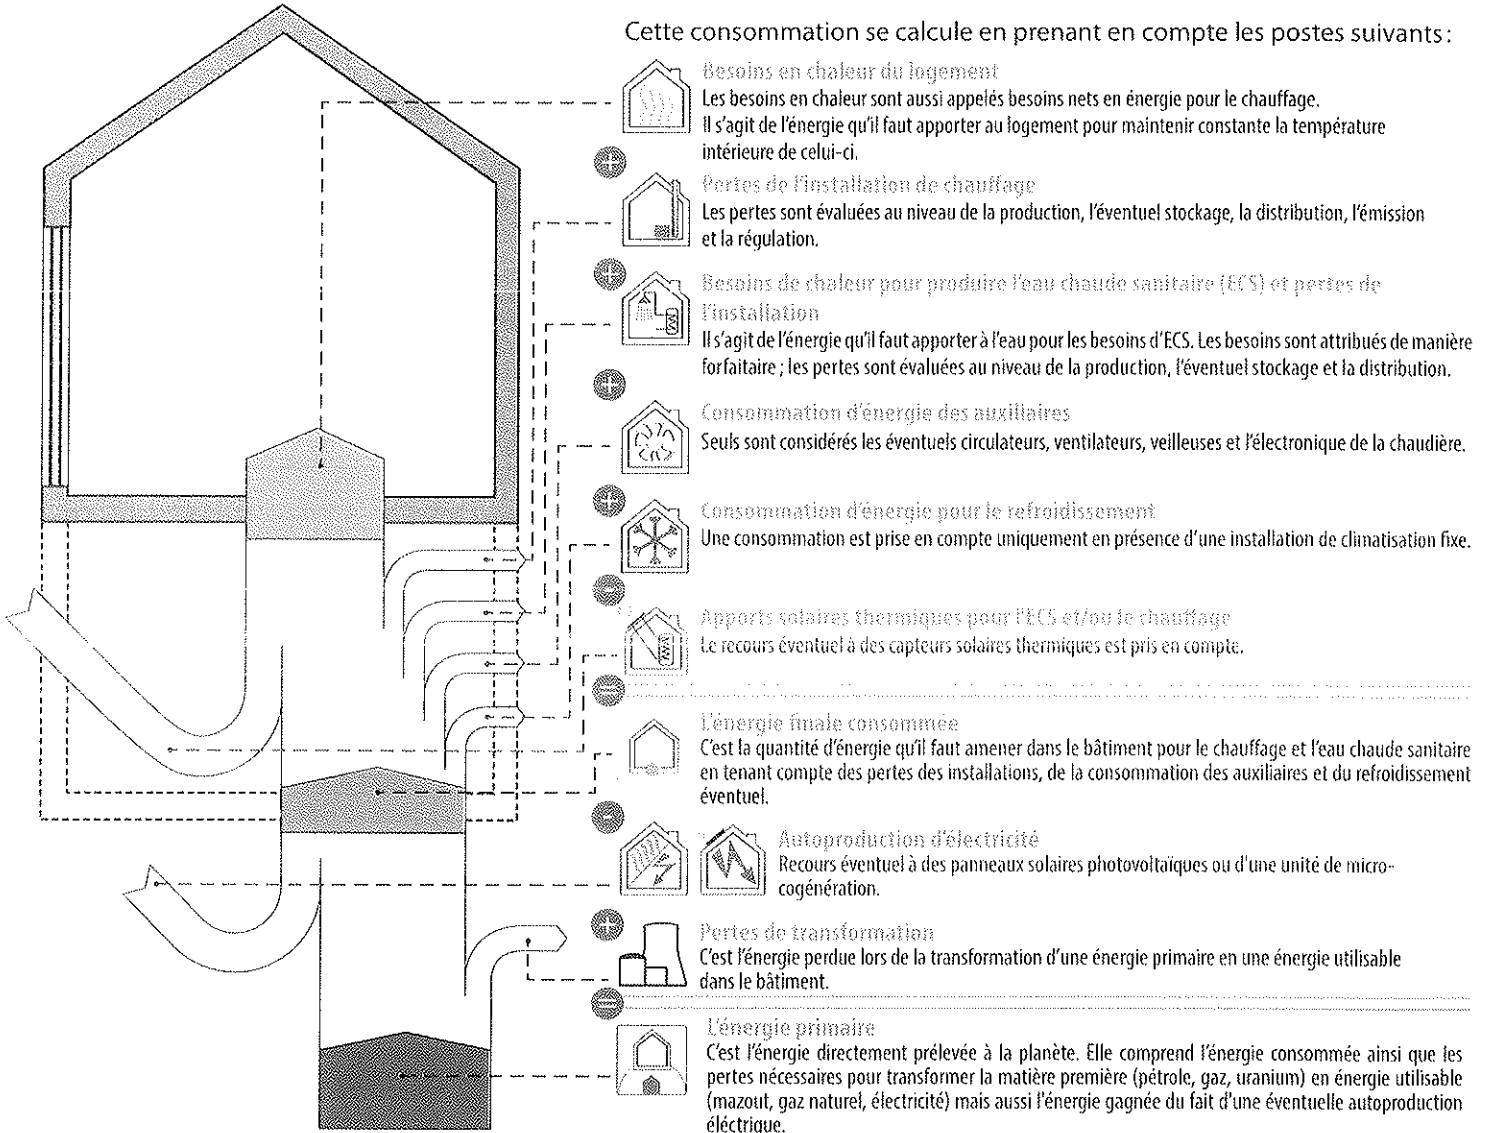 Cette consommation se calcule en prenant en compte les postes suivants :
Besoins en chaleur du logement
Les besoins en chaleur sont aussi appelés besoins nets en énergie pour le chauffage.
Il s'agit de l'énergie qu'il faut apporter au logement pour maintenir constante la température
intérieure de celui-ci.
+
Pertes de l'installation de chauffage
Les pertes sont évaluées au niveau de la production, l'éventuel stockage, la distribution, l'émission
et la régulation.
+
Besoins de chaleur pour produire l'eau chaude sanitaire (ECS) et pertes de
l'installation
Il s'agit de l'énergie qu'il faut apporter à l'eau pour les besoins d'ECS. Les besoins sont attribués de manière
forfaitaire ; les pertes sont évaluées au niveau de la production, l'éventuel stockage et la distribution.
+
Consommation d'énergie des auxiliaires
Seuls sont considérés les éventuels circulateurs, ventilateurs, veilleuses et l'électronique de la chaudière.
+
Consommation d'énergie pour le refroidissement
Une consommation est prise en compte uniquement en présence d'une installation de climatisation fixe.
-
Apports solaires thermiques pour l'ECS et/ou le chauffage
Le recours éventuel à des capteurs solaires thermiques est pris en compte.
=
L'énergie finale consommée
C'est la quantité d'énergie qu'il faut amener dans le bâtiment pour le chauffage et l'eau chaude sanitaire
en tenant compte des pertes des installations, de la consommation des auxiliaires et du refroidissement
éventuel.
-
Autoproduction d'électricité
Recours éventuel à des panneaux solaires photovoltaïques ou d'une unité de micro-
cogénération.
+
Pertes de transformation
C'est l'énergie perdue lors de la transformation d'une énergie primaire en une énergie utilisable
dans le bâtiment.
=
L'énergie primaire
C'est l'énergie directement prélevée à la planète. Elle comprend l'énergie consommée ainsi que les
pertes nécessaires pour transformer la matière première (pétrole, gaz, uranium) en énergie utilisable
(mazout, gaz naturel, électricité) mais aussi l'énergie gagnée du fait d'une éventuelle autoproduction
éléctrique.